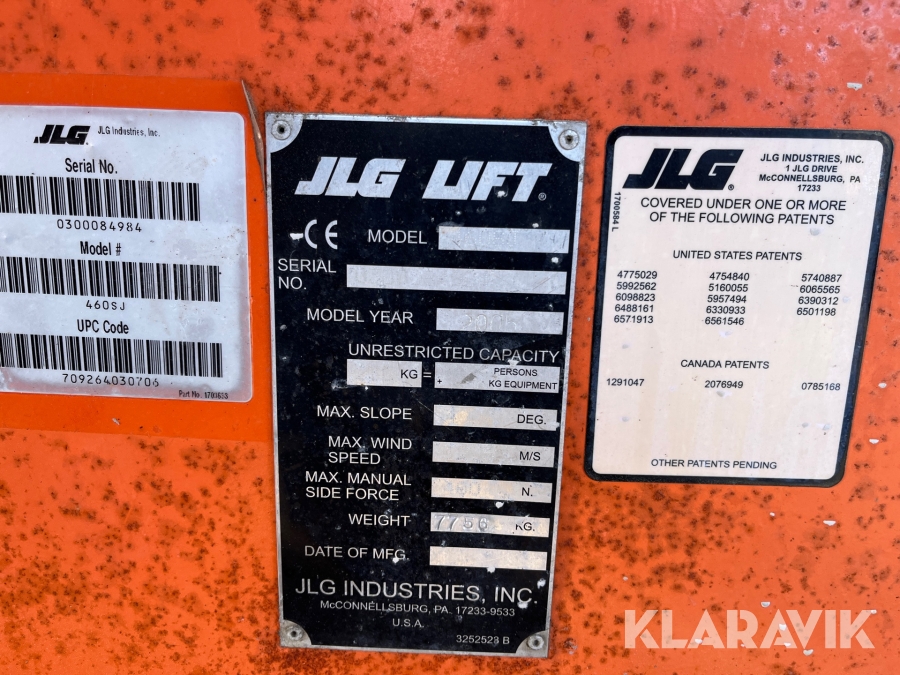 JLG JLG Industries, Inc.
Serial No.
0300084984
Model #
460SJ
UPC Code
709264030706
Part No. 1703633
JLG LIFT®
CE MODEL
SERIAL
NO.
MODEL YEAR
UNRESTRICTED CAPACITY
KG = PERSONS
+ KG EQUIPMENT
MAX. SLOPE DEG.
MAX. WIND
SPEED M/S
MAX. MANUAL
SIDE FORCE N.
WEIGHT 7756 KG.
DATE OF MFG.
JLG INDUSTRIES, INC.
McCONNELLSBURG, PA. 17233-9533
U.S.A.
3252528 B
JLG®
JLG INDUSTRIES, INC.
1 JLG DRIVE
McCONNELLSBURG, PA
17233
1700584 L
COVERED UNDER ONE OR MORE
OF THE FOLLOWING PATENTS
UNITED STATES PATENTS
4775029 4754840 5740887
5992562 5160055 6065565
6098823 5957494 6390312
6488161 6330933 6501198
6571913 6561546
CANADA PATENTS
1291047 2076949 0785168
OTHER PATENTS PENDING
KLARAVIK